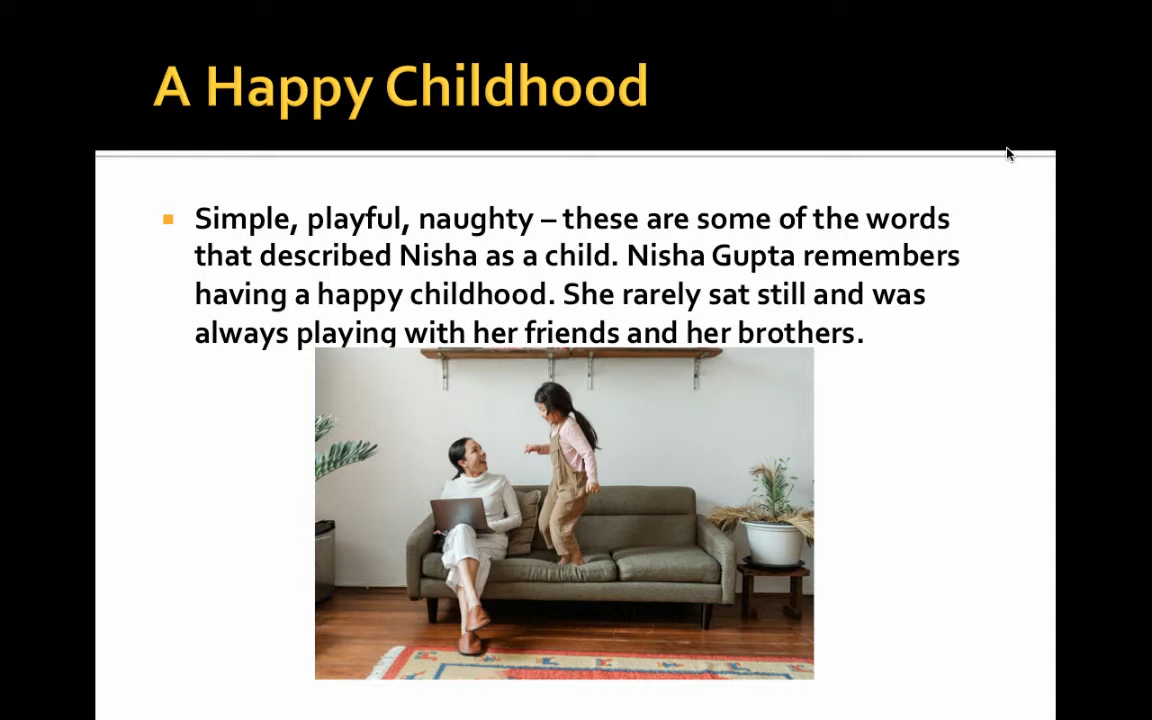 A Happy Childhood
Simple, playful, naughty – these are some of the words
that described Nisha as a child. Nisha Gupta remembers
having a happy childhood. She rarely sat still and was
always playing with her friends and her brothers.